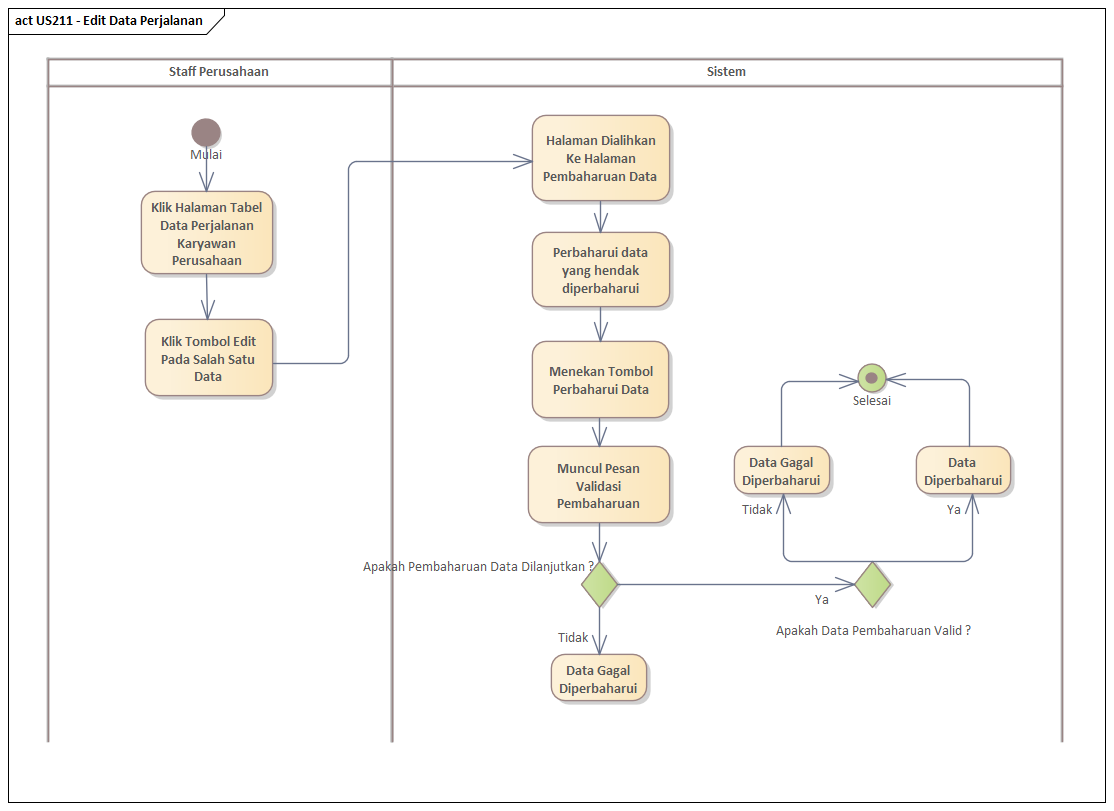 act US211 - Edit Data Perjalanan
Staff Perusahaan
Sistem
Mulai
Klik Halaman Tabel
Data Perjalanan
Karyawan
Perusahaan
Klik Tombol Edit
Pada Salah Satu
Data
Halaman Dialihkan
Ke Halaman
Pembaharuan Data
Perbaharui data
yang hendak
diperbaharui
Menekan Tombol
Perbaharui Data
Muncul Pesan
Validasi
Pembaharuan
Apakah Pembaharuan Data Dilanjutkan ?
Tidak
Data Gagal
Diperbaharui
Ya
Apakah Data Pembaharuan Valid ?
Tidak
Data Gagal
Diperbaharui
Ya
Data
Diperbaharui
Selesai